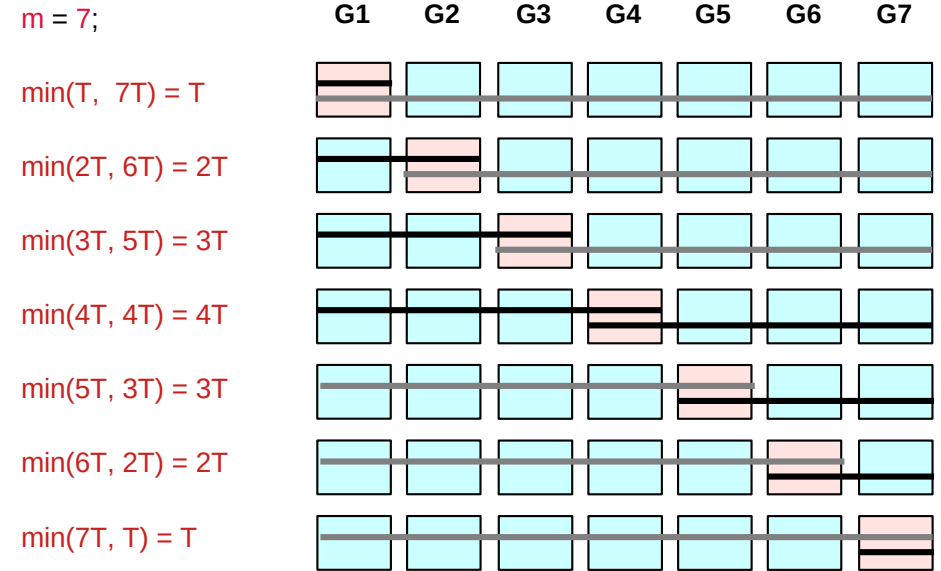 m = 7;
G1 G2 G3 G4 G5 G6 G7
min(T, 7T) = T
min(2T, 6T) = 2T
min(3T, 5T) = 3T
min(4T, 4T) = 4T
min(5T, 3T) = 3T
min(6T, 2T) = 2T
min(7T, T) = T